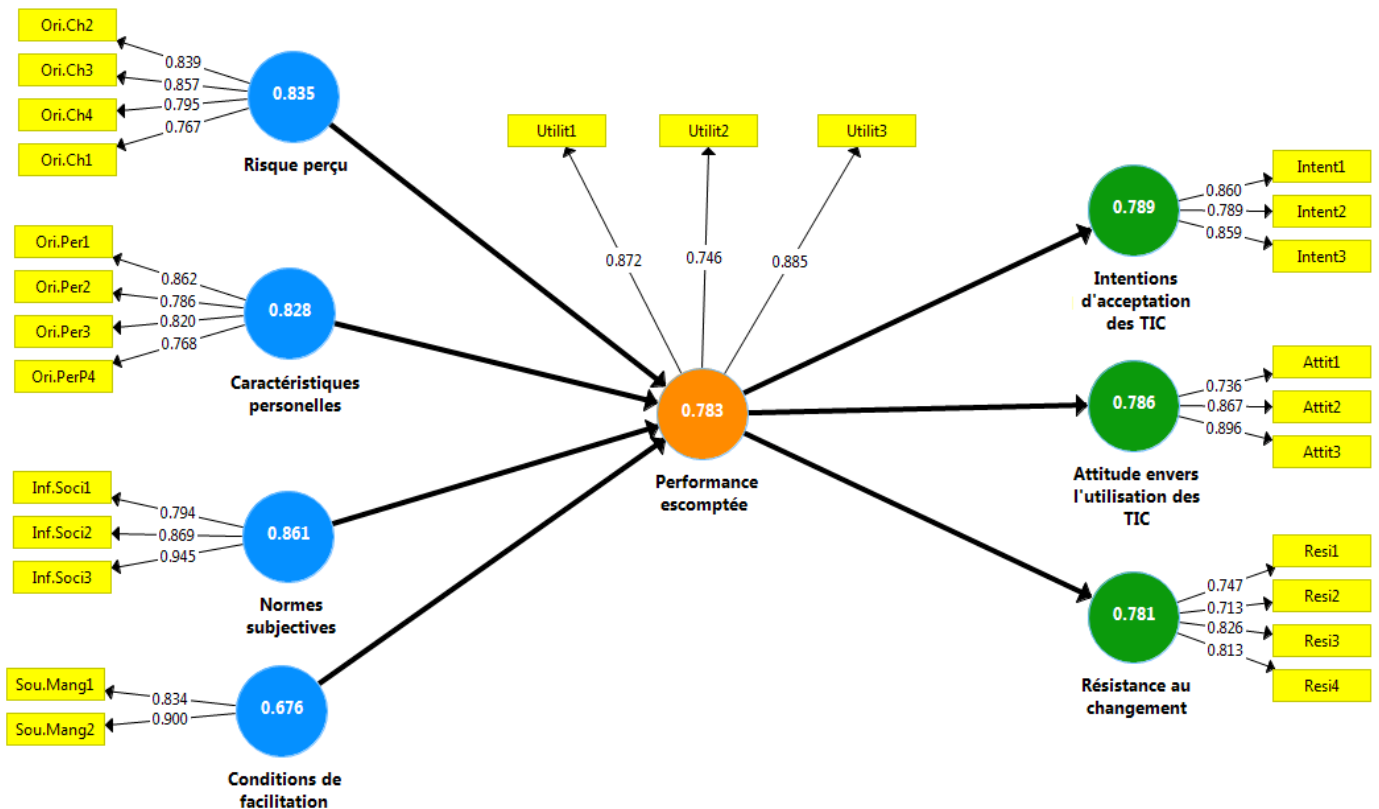 Ori.Ch2
Ori.Ch3
Ori.Ch4
Ori.Ch1
0.839
0.857
0.795
0.767
0.835
Risque perçu
Ori.Per1
Ori.Per2
Ori.Per3
Ori.PerP4
0.862
0.786
0.820
0.768
0.828
Caractéristiques
personelles
Inf.Soci1
Inf.Soci2
Inf.Soci3
0.794
0.869
0.945
0.861
Normes
subjectives
Sou.Mang1
Sou.Mang2
0.834
0.900
0.676
Conditions de
facilitation
Utilit1
Utilit2
Utilit3
0.872
0.746
0.885
0.783
Performance
escomptée
0.789
Intentions
d'acceptation
des TIC
0.860
0.789
0.859
Intent1
Intent2
Intent3
0.786
Attitude envers
l'utilisation des
TIC
0.736
0.867
0.896
Attit1
Attit2
Attit3
0.781
Résistance au
changement
0.747
0.713
0.826
0.813
Resi1
Resi2
Resi3
Resi4